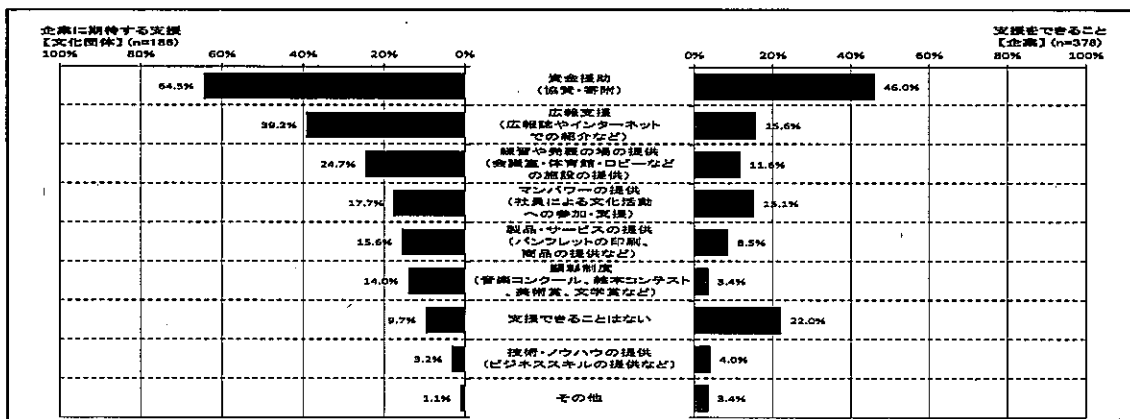 企業に期待する支援
【文化団体】(n=186)
100% 80% 60% 40% 20% 0%
支援をできること
【企業】(n=378)
0% 20% 40% 60% 80% 100%
64.5% 資金援助 46.0%
(協賛・寄附)
39.2% 広報支援 15.6%
(広報誌やインターネット
での紹介など)
24.7% 練習や発表の場の提供 11.6%
(会議室・体育館・ロビーなど
の施設の提供)
17.7% マンパワーの提供 15.1%
(社員による文化活動
への参加・支援)
15.6% 製品・サービスの提供 8.5%
(パンフレットの印刷、
商品の提供など)
14.0% 顕彰制度 3.4%
(音楽コンクール、絵本コンテスト
、美術賞、文学賞など)
9.7% 支援できることはない 22.0%
3.2% 技術・ノウハウの提供 4.0%
(ビジネススキルの提供など)
1.1% その他 3.4%